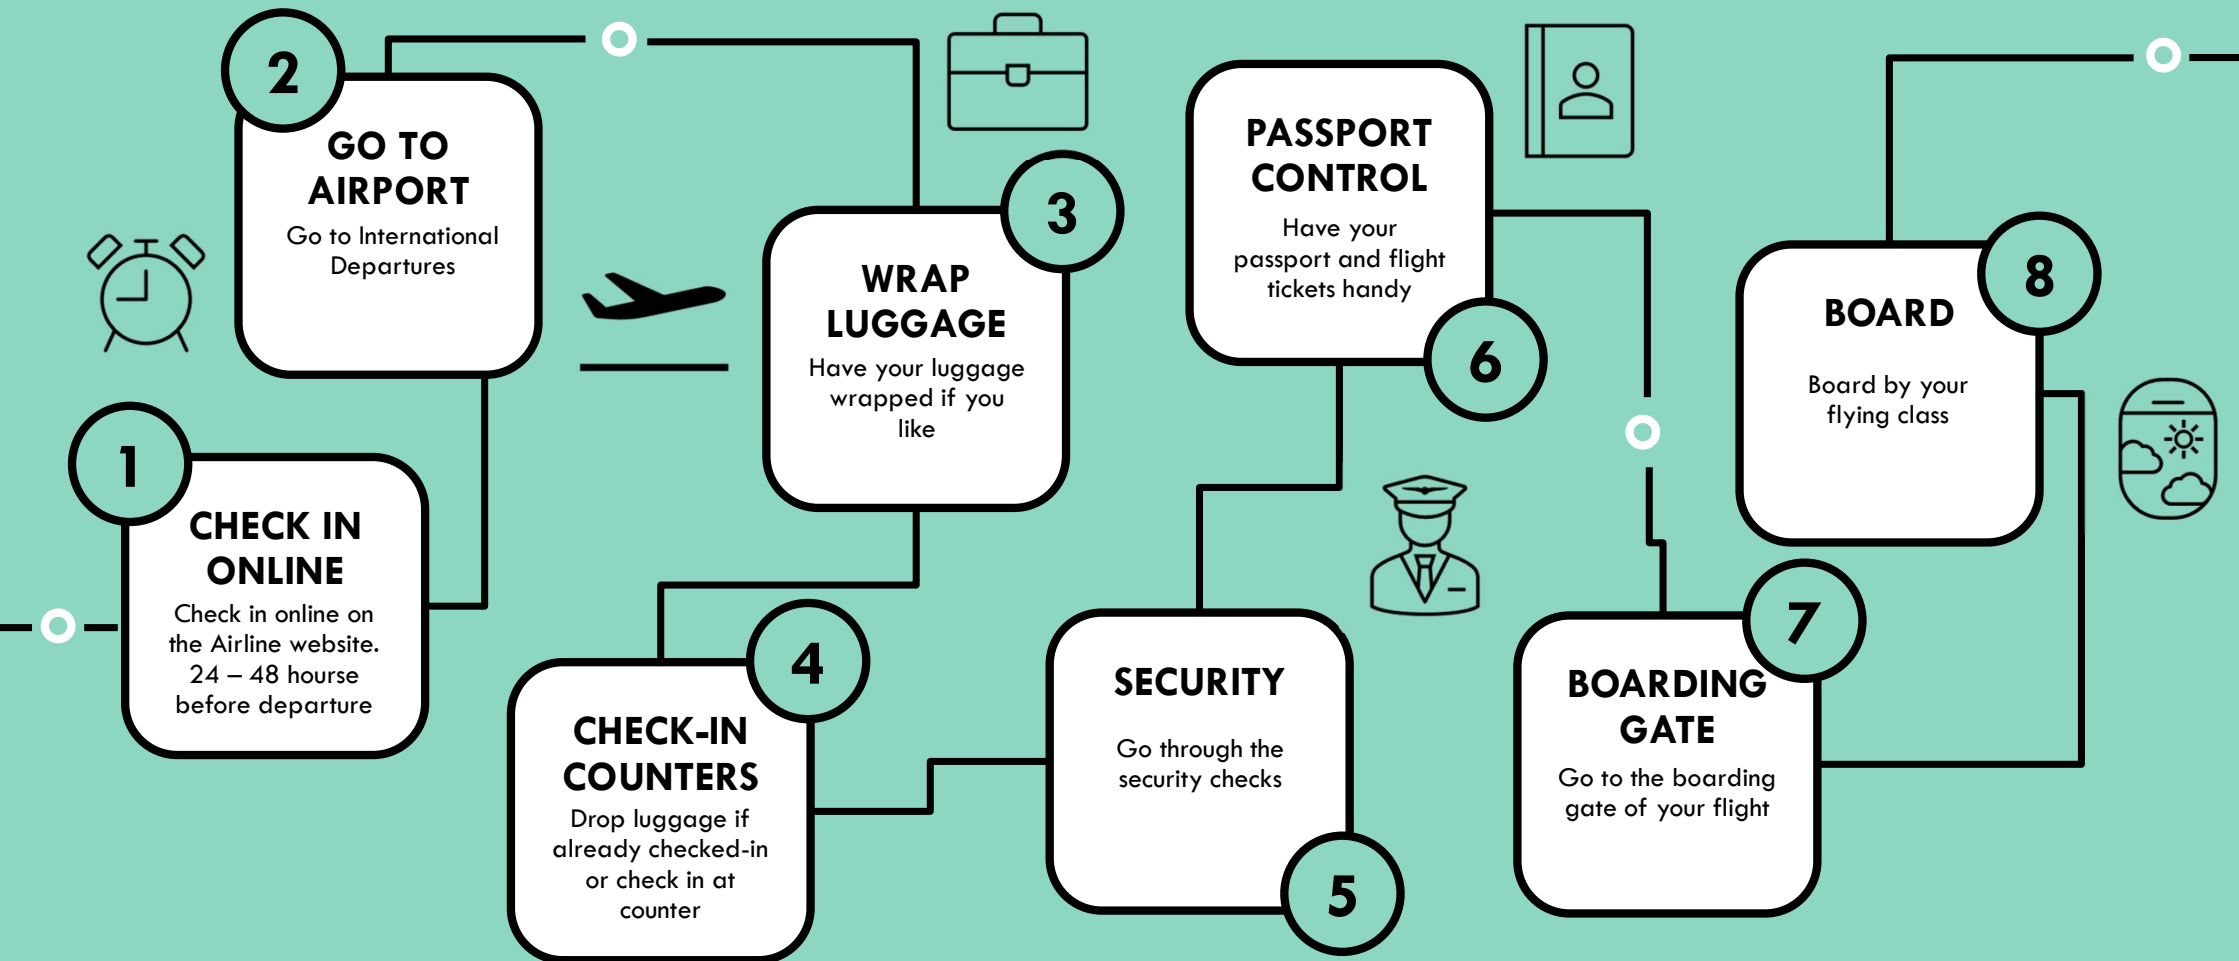 1
CHECK IN
ONLINE
Check in online on
the Airline website.
24 – 48 hourse
before departure
2
GO TO
AIRPORT
Go to International
Departures
3
WRAP
LUGGAGE
Have your luggage
wrapped if you
like
4
CHECK-IN
COUNTERS
Drop luggage if
already checked-in
or check in at
counter
5
SECURITY
Go through the
security checks
6
PASSPORT
CONTROL
Have your
passport and flight
tickets handy
7
BOARDING
GATE
Go to the boarding
gate of your flight
8
BOARD
Board by your
flying class